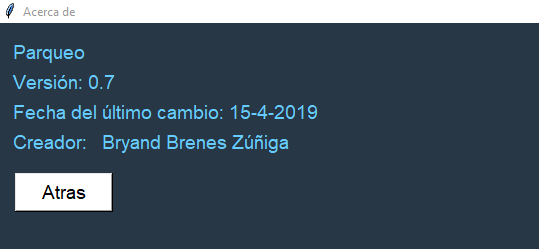 Acerca de
Parqueo
Versión: 0.7
Fecha del último cambio: 15-4-2019
Creador:   Bryand Brenes Zúñiga
Atras